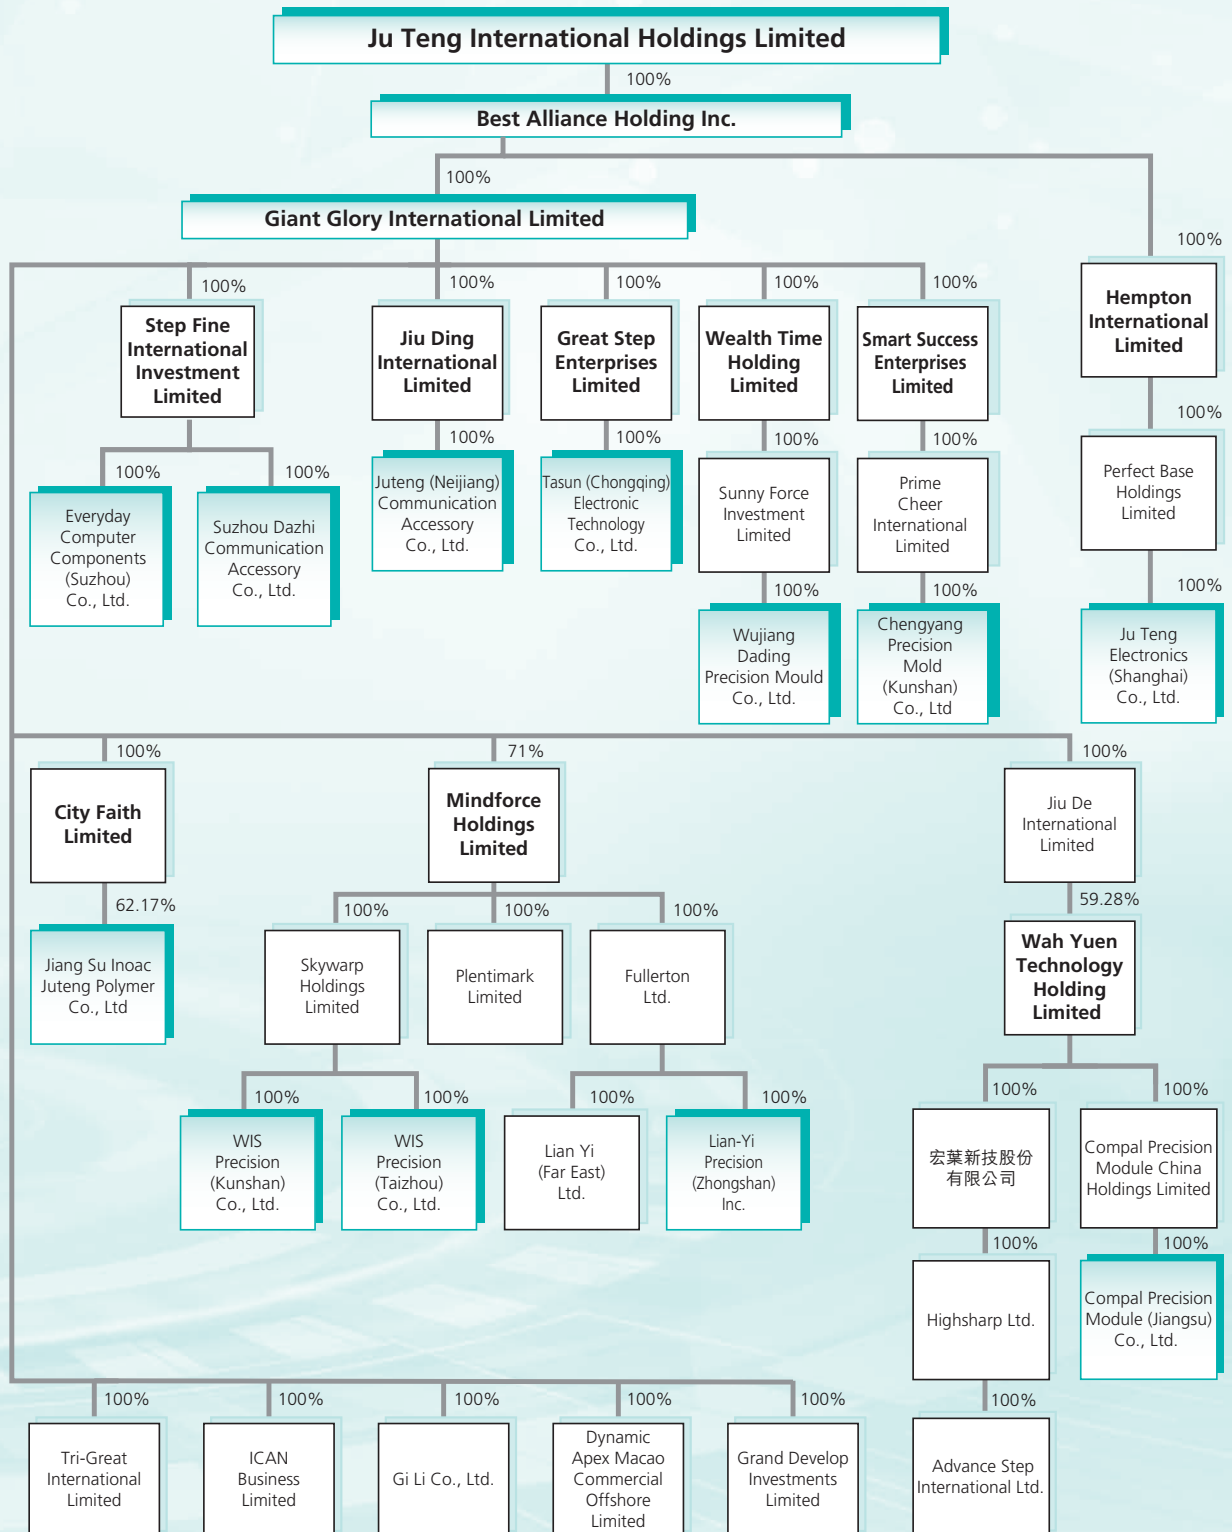 Ju Teng International Holdings Limited
100%
Best Alliance Holding Inc.
100%
Giant Glory International Limited
100%
Hempton
International
Limited
100%
Perfect Base
Holdings
Limited
100%
Ju Teng
Electronics
(Shanghai)
Co., Ltd.
100%
Step Fine
International
Investment
Limited
100%
Everyday
Computer
Components
(Suzhou)
Co., Ltd.
100%
Suzhou Dazhi
Communication
Accessory
Co., Ltd.
100%
Jiu Ding
International
Limited
100%
Juteng (Neijiang)
Communication
Accessory
Co., Ltd.
100%
Great Step
Enterprises
Limited
100%
Tasun (Chongqing)
Electronic
Technology
Co., Ltd.
100%
Wealth Time
Holding
Limited
100%
Sunny Force
Investment
Limited
100%
Wujiang
Dading
Precision Mould
Co., Ltd.
100%
Smart Success
Enterprises
Limited
100%
Prime
Cheer
International
Limited
100%
Chengyang
Precision
Mold
(Kunshan)
Co., Ltd
100%
City Faith
Limited
62.17%
Jiang Su Inoac
Juteng Polymer
Co., Ltd
71%
Mindforce
Holdings
Limited
100%
Skywarp
Holdings
Limited
100%
Plentimark
Limited
100%
Fullerton
Ltd.
100%
WIS
Precision
(Kunshan)
Co., Ltd.
100%
WIS
Precision
(Taizhou)
Co., Ltd.
100%
Lian Yi
(Far East)
Ltd.
100%
Lian-Yi
Precision
(Zhongshan)
Inc.
100%
Jiu De
International
Limited
59.28%
Wah Yuen
Technology
Holding
Limited
100%
宏葉新技股份
有限公司
100%
Highsharp Ltd.
100%
Advance Step
International Ltd.
100%
Compal Precision
Module China
Holdings Limited
100%
Compal Precision
Module (Jiangsu)
Co., Ltd.
100%
Tri-Great
International
Limited
100%
ICAN
Business
Limited
100%
Gi Li Co., Ltd.
100%
Dynamic
Apex Macao
Commercial
Offshore
Limited
100%
Grand Develop
Investments
Limited